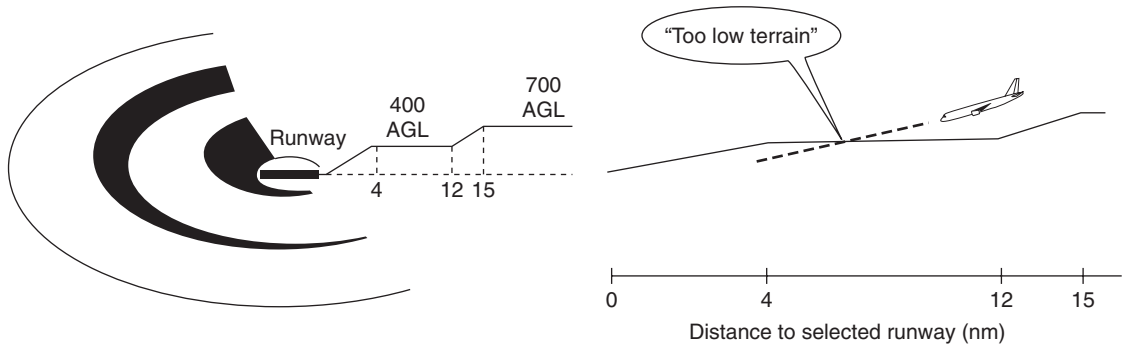 Runway
400
AGL
700
AGL
4
12
15
“Too low terrain”
0
4
12
15
Distance to selected runway (nm)